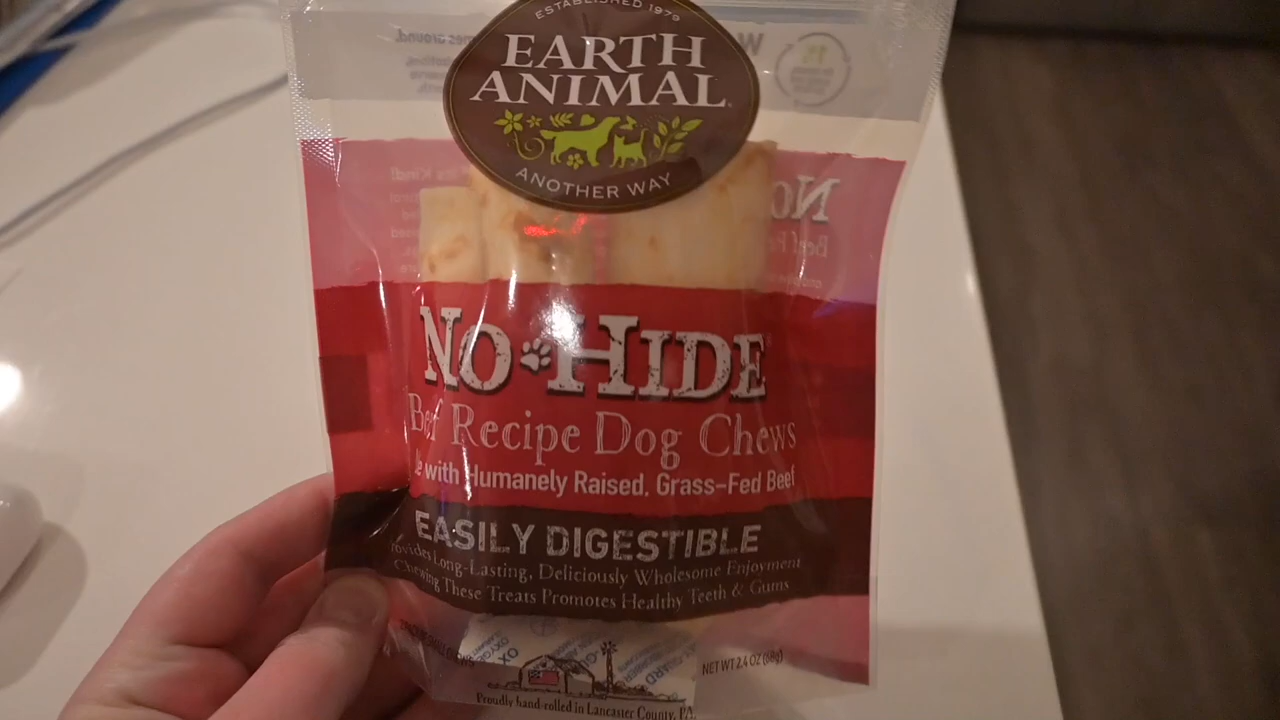 ESTABLISHED 1979
EARTH
ANIMAL
ANOTHER WAY
No Hide
Beef Recipe Dog Chews
with Humanely Raised, Grass-Fed Beef
EASILY DIGESTIBLE
Provides Long-Lasting, Deliciously Wholesome Enjoyment
Chewing These Treats Promotes Healthy Teeth & Gums
NET WT 2.4 OZ (68g)
Proudly hand-rolled in Lancaster County, PA